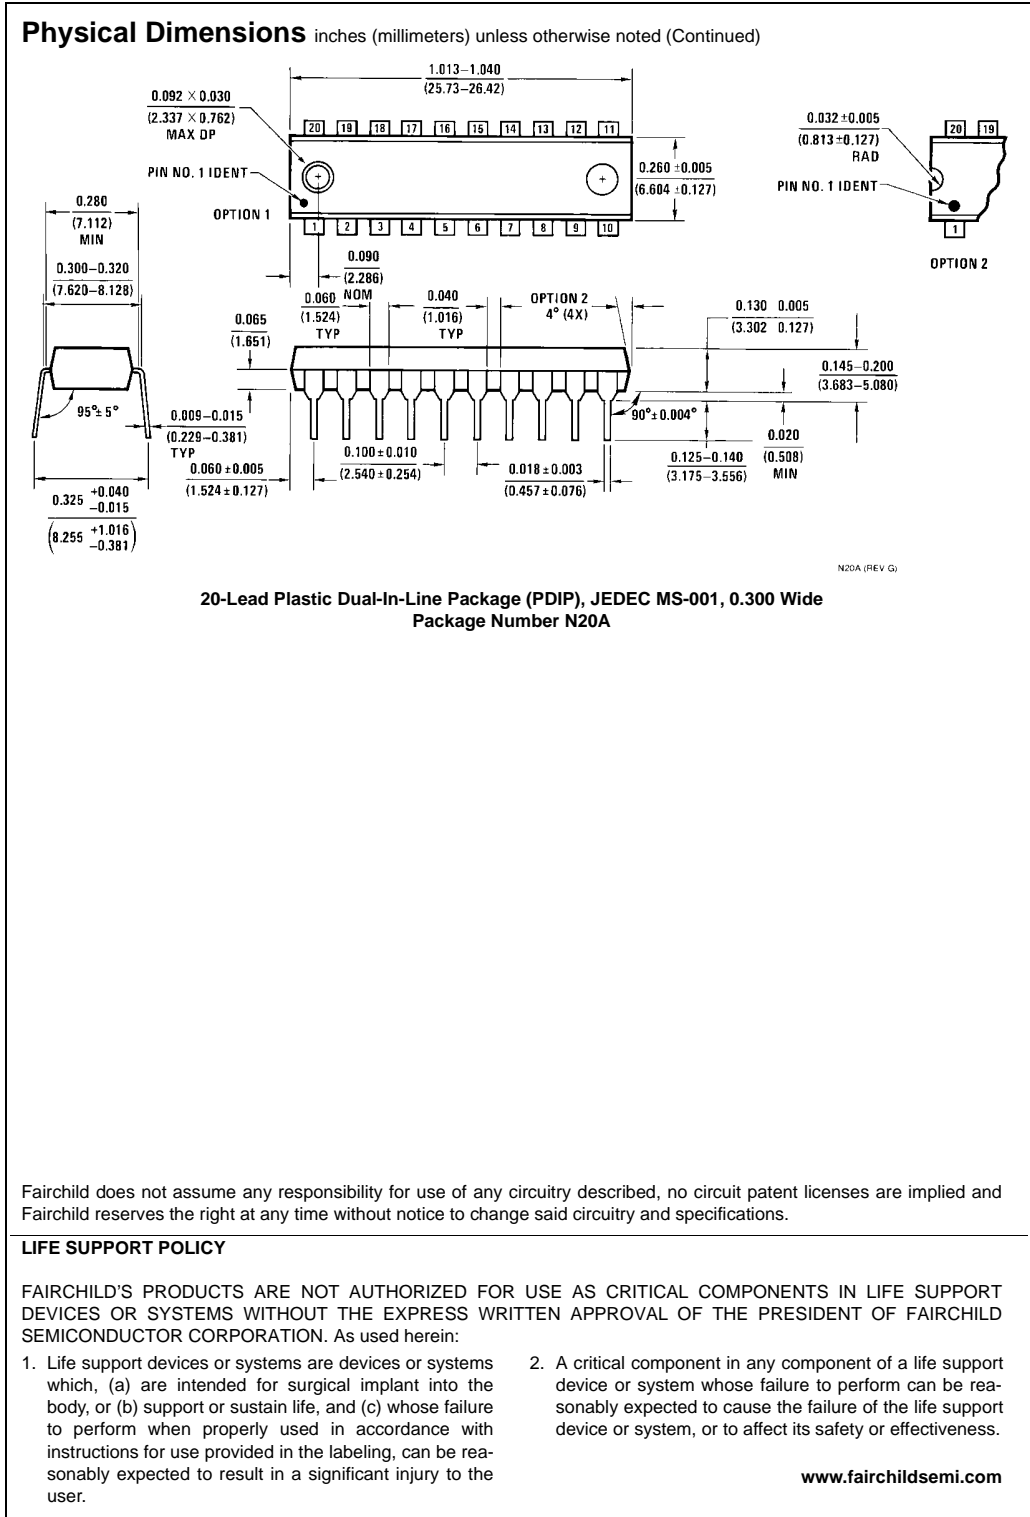 Physical Dimensions inches (millimeters) unless otherwise noted (Continued)
1.013–1.040
(25.73–26.42)
0.092 × 0.030
(2.337 × 0.762)
MAX DP
20 19 18 17 16 15 14 13 12 11
0.032 ±0.005
(0.813 ±0.127)
RAD
20 19
PIN NO. 1 IDENT
0.260 ±0.005
(6.604 ±0.127)
PIN NO. 1 IDENT
OPTION 1
1 2 3 4 5 6 7 8 9 10
1
OPTION 2
0.280
(7.112)
MIN
0.300–0.320
(7.620–8.128)
0.090
(2.286)
NOM
0.060
(1.524)
TYP
0.040
(1.016)
TYP
OPTION 2
4° (4X)
0.130 0.005
(3.302 0.127)
0.065
(1.651)
0.145–0.200
(3.683–5.080)
95° ± 5°
90° ± 0.004°
0.009–0.015
(0.229–0.381)
TYP
0.020
(0.508)
MIN
0.100 ± 0.010
(2.540 ± 0.254)
0.125–0.140
(3.175–3.556)
0.060 ± 0.005
(1.524 ± 0.127)
0.018 ± 0.003
(0.457 ± 0.076)
0.325 +0.040
–0.015
(8.255 +1.016
–0.381)
N20A (REV G)
20-Lead Plastic Dual-In-Line Package (PDIP), JEDEC MS-001, 0.300 Wide
Package Number N20A
Fairchild does not assume any responsibility for use of any circuitry described, no circuit patent licenses are implied and
Fairchild reserves the right at any time without notice to change said circuitry and specifications.
LIFE SUPPORT POLICY
FAIRCHILD'S PRODUCTS ARE NOT AUTHORIZED FOR USE AS CRITICAL COMPONENTS IN LIFE SUPPORT
DEVICES OR SYSTEMS WITHOUT THE EXPRESS WRITTEN APPROVAL OF THE PRESIDENT OF FAIRCHILD
SEMICONDUCTOR CORPORATION. As used herein:
1. Life support devices or systems are devices or systems
which, (a) are intended for surgical implant into the
body, or (b) support or sustain life, and (c) whose failure
to perform when properly used in accordance with
instructions for use provided in the labeling, can be rea-
sonably expected to result in a significant injury to the
user.
2. A critical component in any component of a life support
device or system whose failure to perform can be rea-
sonably expected to cause the failure of the life support
device or system, or to affect its safety or effectiveness.
www.fairchildsemi.com